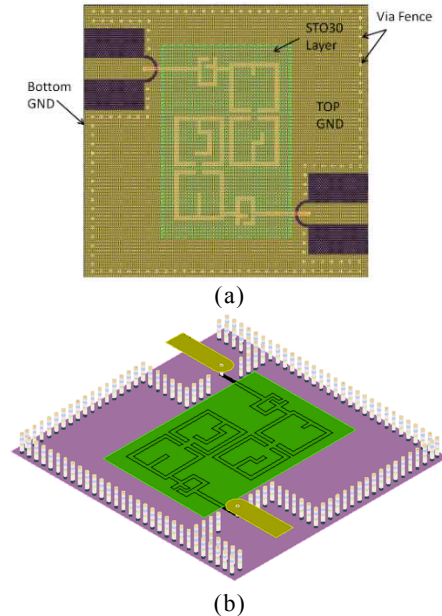 STO30
Layer
Via Fence
Bottom
GND
TOP
GND
(a)
(b)